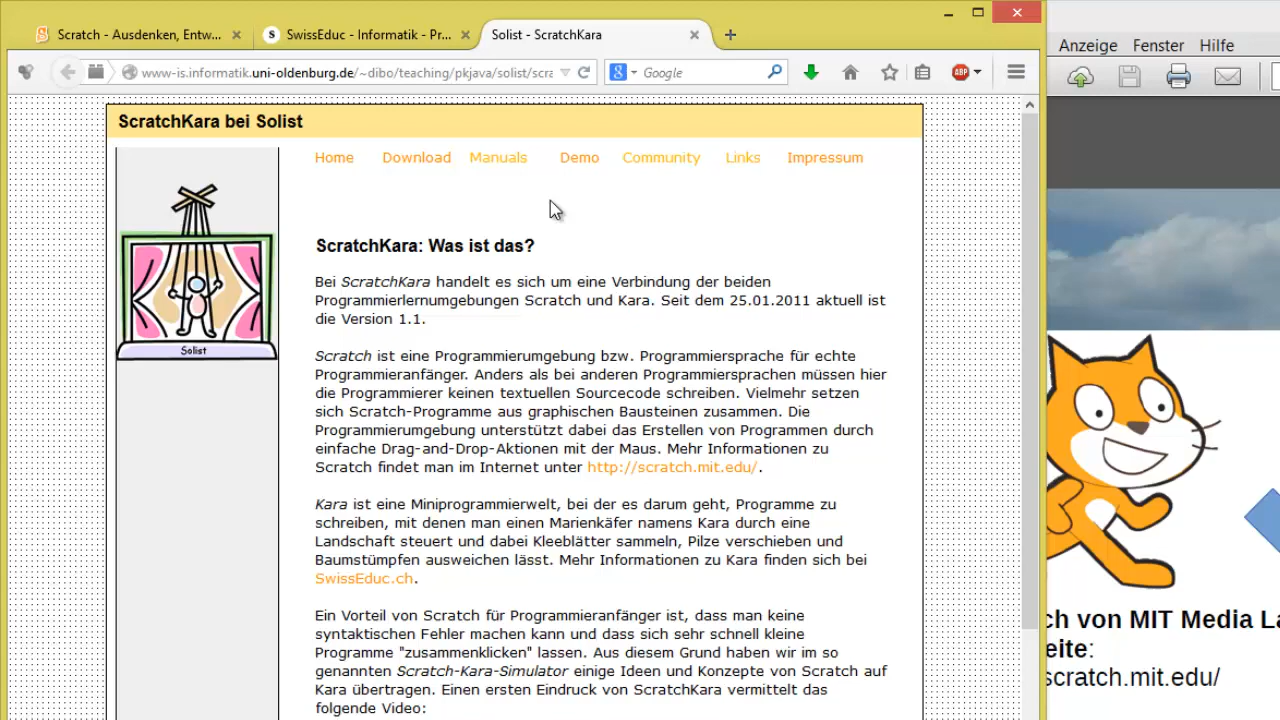 Scratch - Ausdenken, Entw...
SwissEduc - Informatik - Pr...
Solist - ScratchKara
Anzeige Fenster Hilfe
www-is.informatik.uni-oldenburg.de/~dibo/teaching/pkjava/solist/scra
Google
ABP
ScratchKara bei Solist
Home Download Manuals Demo Community Links Impressum
Solist
ScratchKara: Was ist das?
Bei ScratchKara handelt es sich um eine Verbindung der beiden
Programmierlernumgebungen Scratch und Kara. Seit dem 25.01.2011 aktuell ist
die Version 1.1.
Scratch ist eine Programmierumgebung bzw. Programmiersprache für echte
Programmieranfänger. Anders als bei anderen Programmiersprachen müssen hier
die Programmierer keinen textuellen Sourcecode schreiben. Vielmehr setzen
sich Scratch-Programme aus graphischen Bausteinen zusammen. Die
Programmierumgebung unterstützt dabei das Erstellen von Programmen durch
einfache Drag-and-Drop-Aktionen mit der Maus. Mehr Informationen zu
Scratch findet man im Internet unter http://scratch.mit.edu/.
Kara ist eine Miniprogrammierwelt, bei der es darum geht, Programme zu
schreiben, mit denen man einen Marienkäfer namens Kara durch eine
Landschaft steuert und dabei Kleeblätter sammeln, Pilze verschieben und
Baumstümpfen ausweichen lässt. Mehr Informationen zu Kara finden sich bei
SwissEduc.ch.
Ein Vorteil von Scratch für Programmieranfänger ist, dass man keine
syntaktischen Fehler machen kann und dass sich sehr schnell kleine
Programme "zusammenklicken" lassen. Aus diesem Grund haben wir im so
genannten Scratch-Kara-Simulator einige Ideen und Konzepte von Scratch auf
Kara übertragen. Einen ersten Eindruck von ScratchKara vermittelt das
folgende Video:
ch von MIT Media La
eite:
scratch.mit.edu/